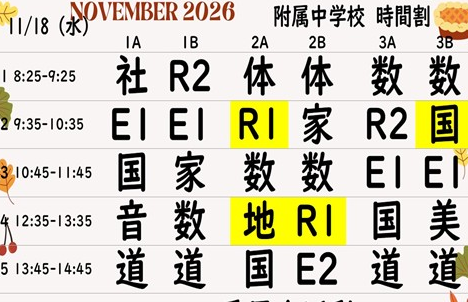 NOVEMBER 2026
11/18 (水) 附属中学校 時間割
1A 1B 2A 2B 3A 3B
1 8:25-9:25 社 R2 体 体 数 数
2 9:35-10:35 E1 E1 R1 家 R2 国
3 10:45-11:45 国 家 数 数 E1 E1
4 12:35-13:35 音 数 地 R1 国 美
5 13:45-14:45 道 道 国 E2 道 道